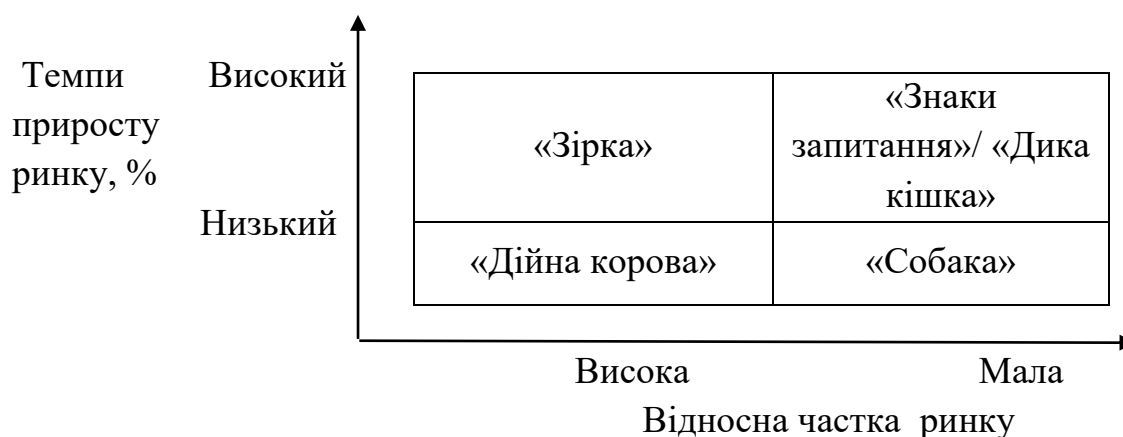 Темпи
приросту
ринку, %
Високий
Низький
«Зірка»
«Знаки
запитання»/ «Дика
кішка»
«Дійна корова»
«Собака»
Висока
Мала
Відносна частка ринку